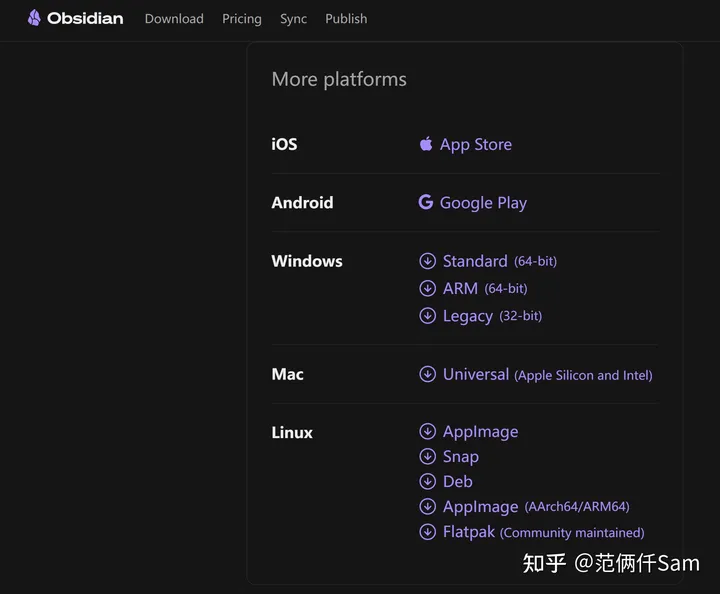 Obsidian Download Pricing Sync Publish
More platforms
iOS App Store
Android Google Play
Windows Standard (64-bit)
ARM (64-bit)
Legacy (32-bit)
Mac Universal (Apple Silicon and Intel)
Linux AppImage
Snap
Deb
AppImage (AArch64/ARM64)
Flatpak (Community maintained)
知乎 @范俩仟Sam